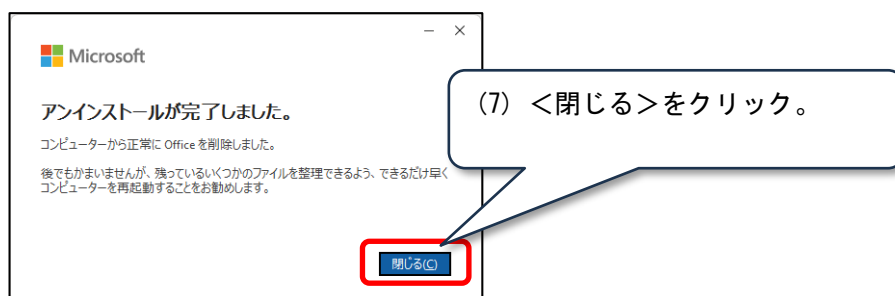 Microsoft
アンインストールが完了しました。
コンピューターから正常に Office を削除しました。
後でもかまいませんが、残っているいくつかのファイルを整理できるよう、できるだけ早く
コンピューターを再起動することをお勧めします。
閉じる(C)
(7) <閉じる>をクリック。